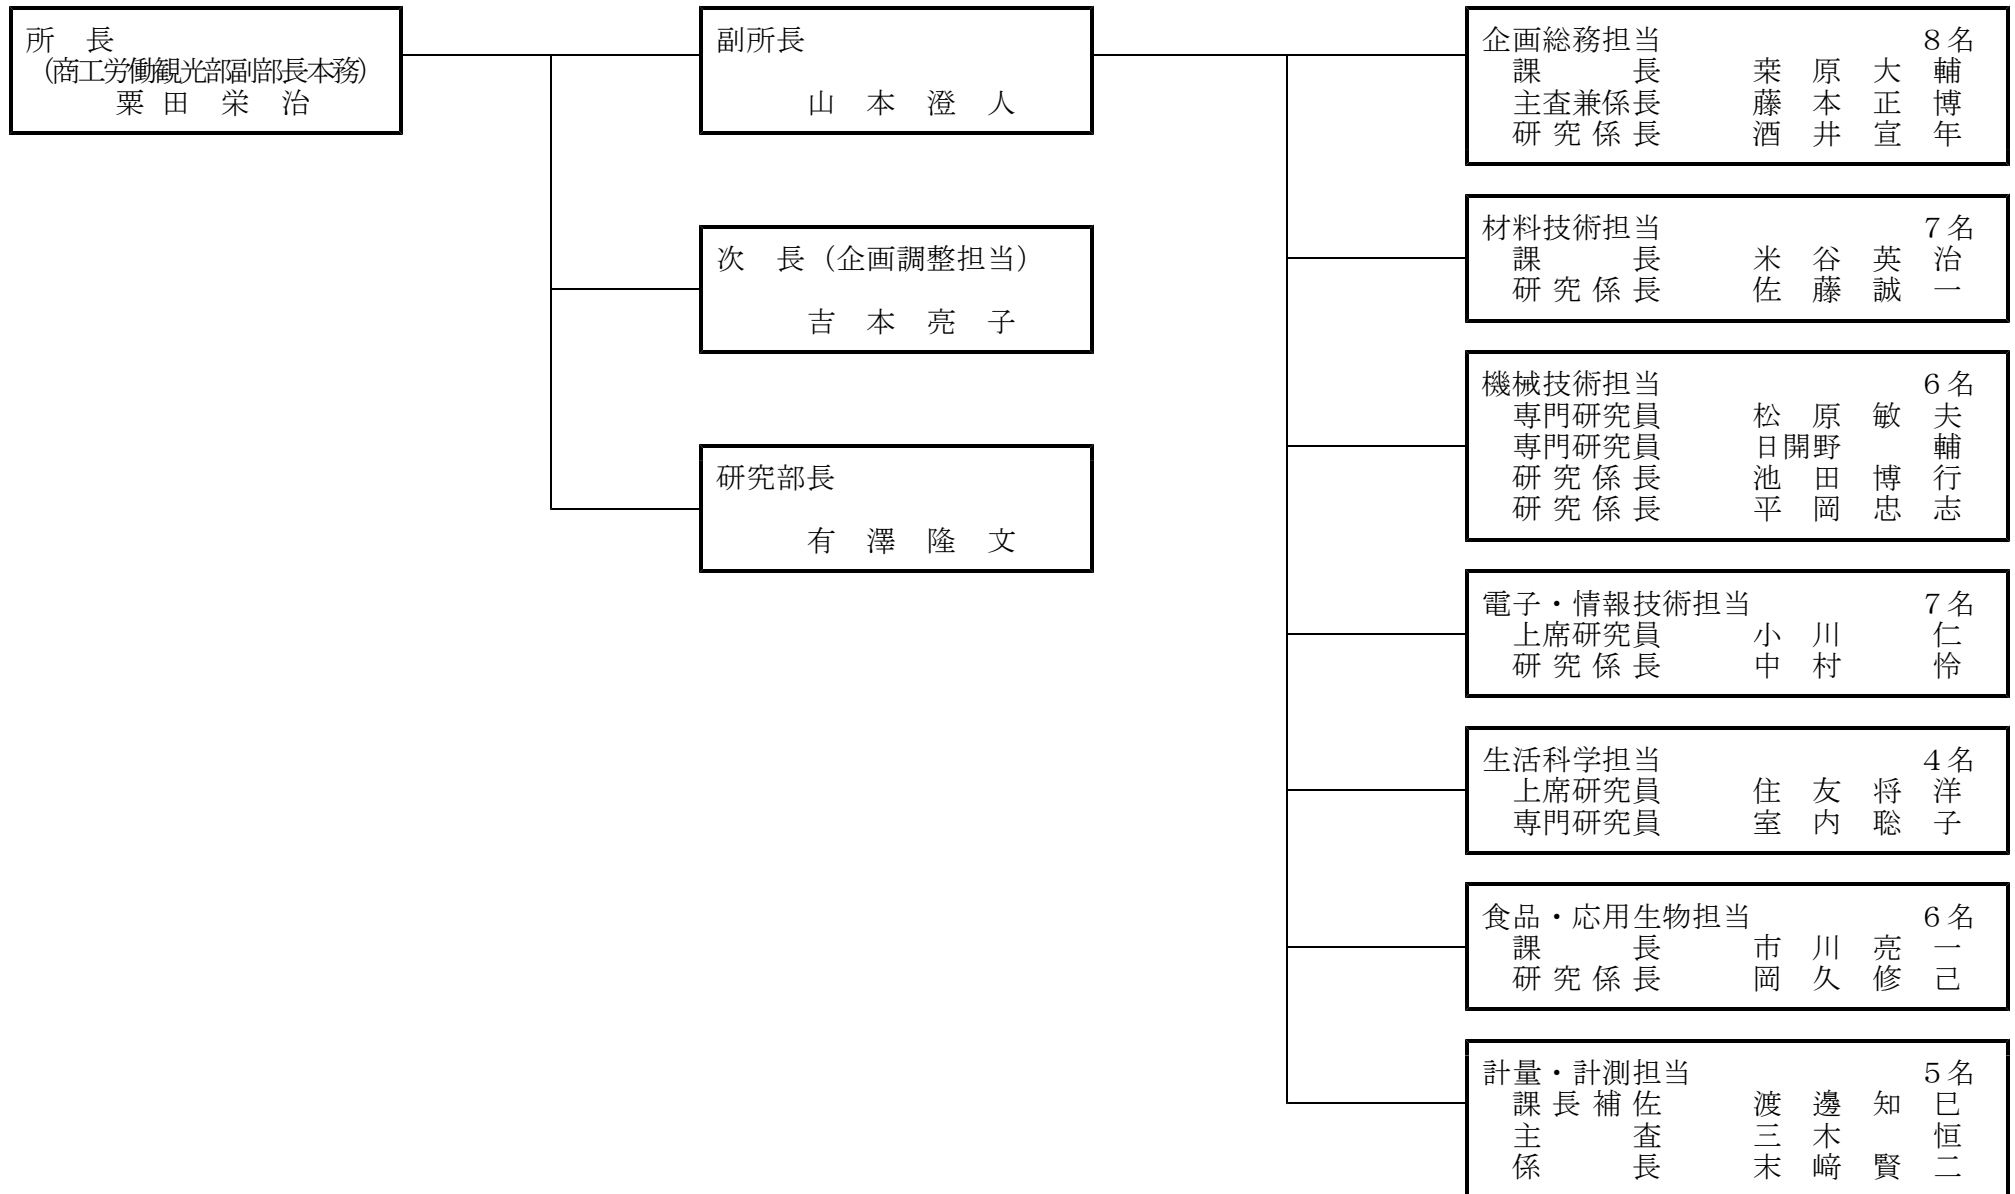 所　長
（商工労働観光部副部長本務）
粟田栄治
副所長
山本澄人
次　長（企画調整担当）
吉本亮子
研究部長
有澤隆文
企画総務担当　8名
課長　桒原大輔
主査兼係長　藤本正博
研究係長　酒井宣年
材料技術担当　7名
課長　米谷英治
研究係長　佐藤誠一
機械技術担当　6名
専門研究員　松原敏夫
専門研究員　日開野輔
研究係長　池田博行
研究係長　平岡忠志
電子・情報技術担当　7名
上席研究員　小川仁
研究係長　中村怜
生活科学担当　4名
上席研究員　住友将洋
専門研究員　室内聡子
食品・応用生物担当　6名
課長　市川亮一
研究係長　岡久修己
計量・計測担当　5名
課長補佐　渡邊知巳
主査　三木恒
係長　末﨑賢二